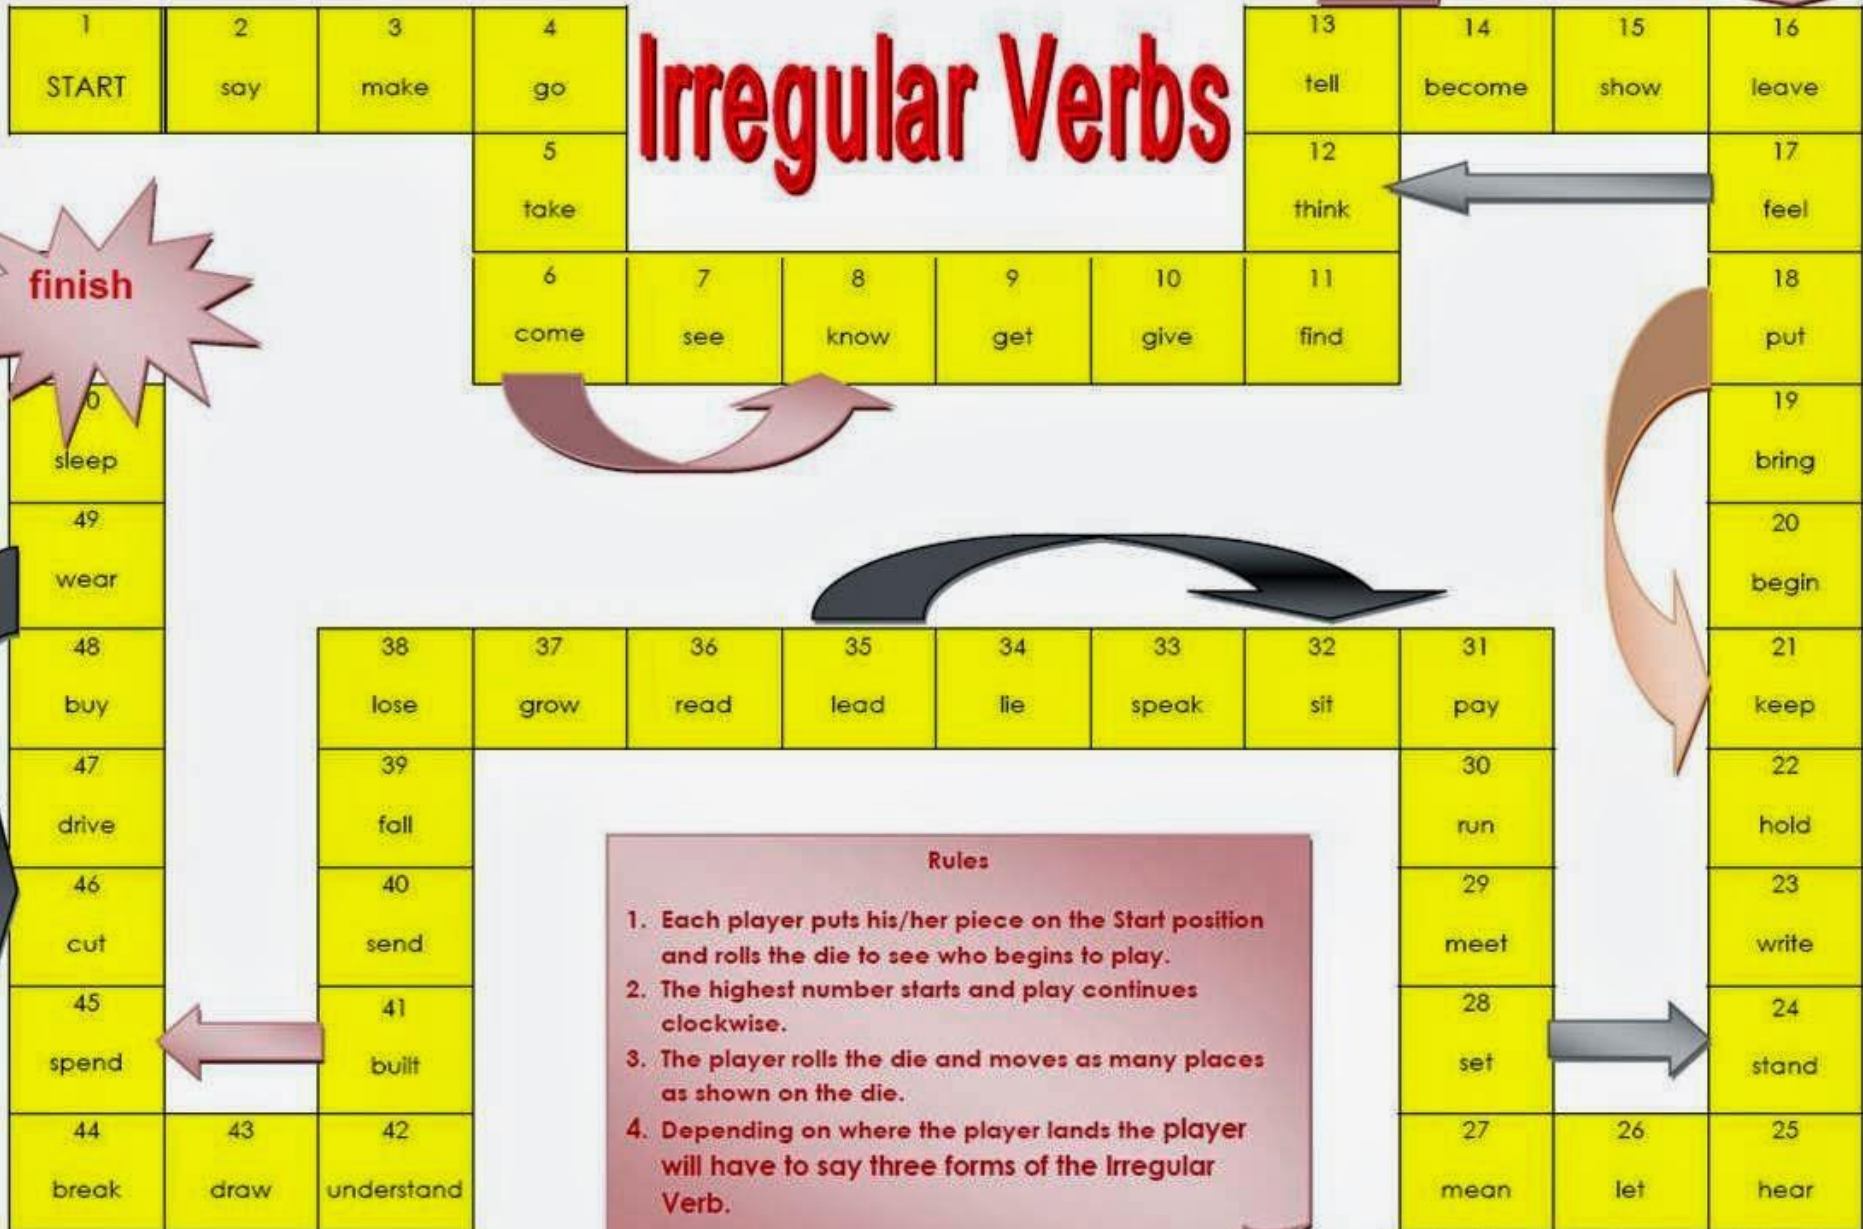 Irregular Verbs
1
START
2
say
3
make
4
go
5
take
6
come
7
see
8
know
9
get
10
give
11
find
12
think
13
tell
14
become
15
show
16
leave
17
feel
18
put
19
bring
20
begin
21
keep
22
hold
23
write
24
stand
25
hear
26
let
27
mean
28
set
29
meet
30
run
31
pay
32
sit
33
speak
34
lie
35
lead
36
read
37
grow
38
lose
39
fall
40
send
41
built
42
understand
43
draw
44
break
45
spend
46
cut
47
drive
48
buy
49
wear
0
sleep
finish
Rules
1. Each player puts his/her piece on the Start position
and rolls the die to see who begins to play.
2. The highest number starts and play continues
clockwise.
3. The player rolls the die and moves as many places
as shown on the die.
4. Depending on where the player lands the player
will have to say three forms of the Irregular
Verb.